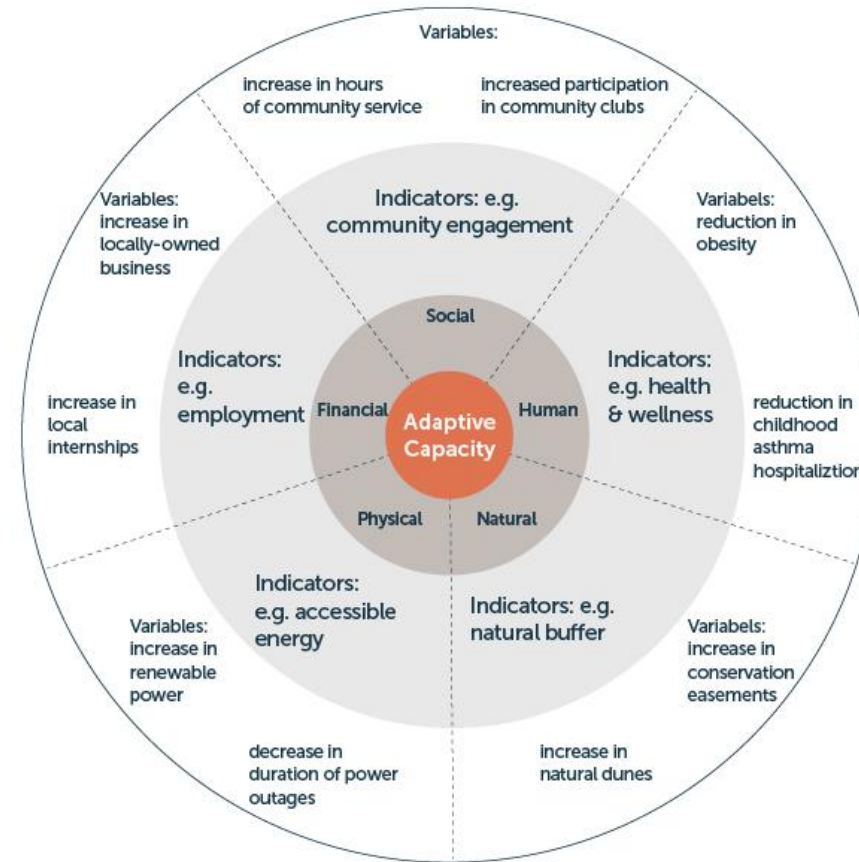 Variables:
increase in hours
of community service
increased participation
in community clubs
Indicators: e.g.
community engagement
Variables:
increase in
locally-owned
business
Variabels:
reduction in
obesity
Social
Indicators:
e.g.
employment
Financial
Adaptive
Capacity
Human
Indicators:
e.g. health
& wellness
increase in
local
internships
reduction in
childhood
asthma
hospitaliztion
Physical
Natural
Indicators:
e.g. accessible
energy
Indicators: e.g.
natural buffer
Variables:
increase in
renewable
power
Variabels:
increase in
conservation
easements
decrease in
duration of power
outages
increase in
natural dunes